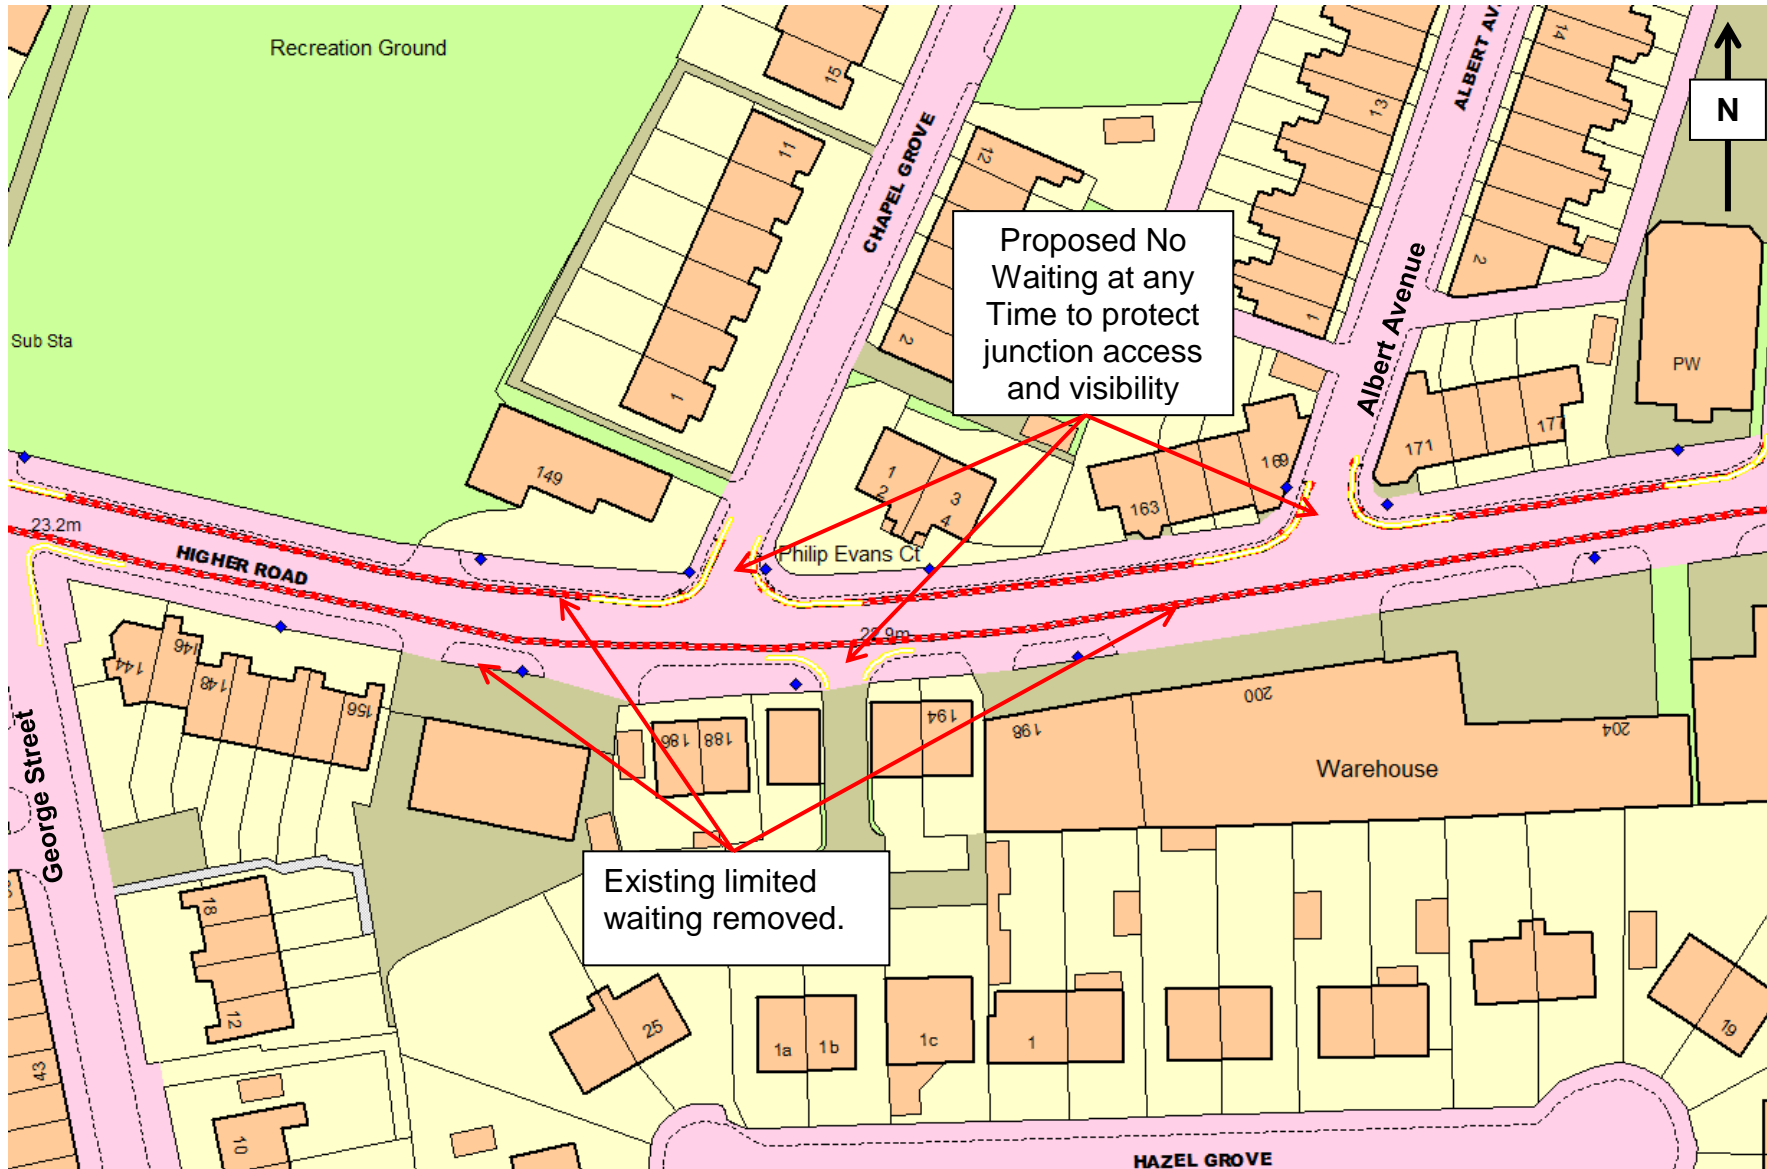 Recreation Ground
15
11
CHAPEL GROVE
12
13
ALBERT AV
14
N
Proposed No
Waiting at any
Time to protect
junction access
and visibility
Sub Sta
1
2
1
2
Albert Avenue
PW
149
1
2
3
4
163
169
171
177
Philip Evans Ct
23.2m
HIGHER ROAD
22.9m
144
146
148
156
186
188
194
198
200
204
Warehouse
George Street
Existing limited
waiting removed.
18
12
25
1a
1b
1c
1
19
43
10
HAZEL GROVE